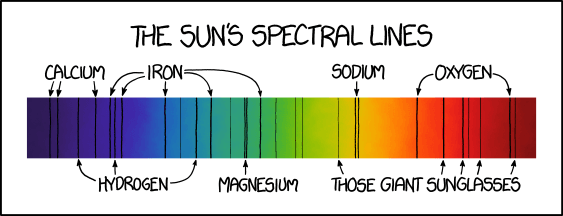 THE SUN'S SPECTRAL LINES
CALCIUM IRON SODIUM OXYGEN
HYDROGEN MAGNESIUM THOSE GIANT SUNGLASSES